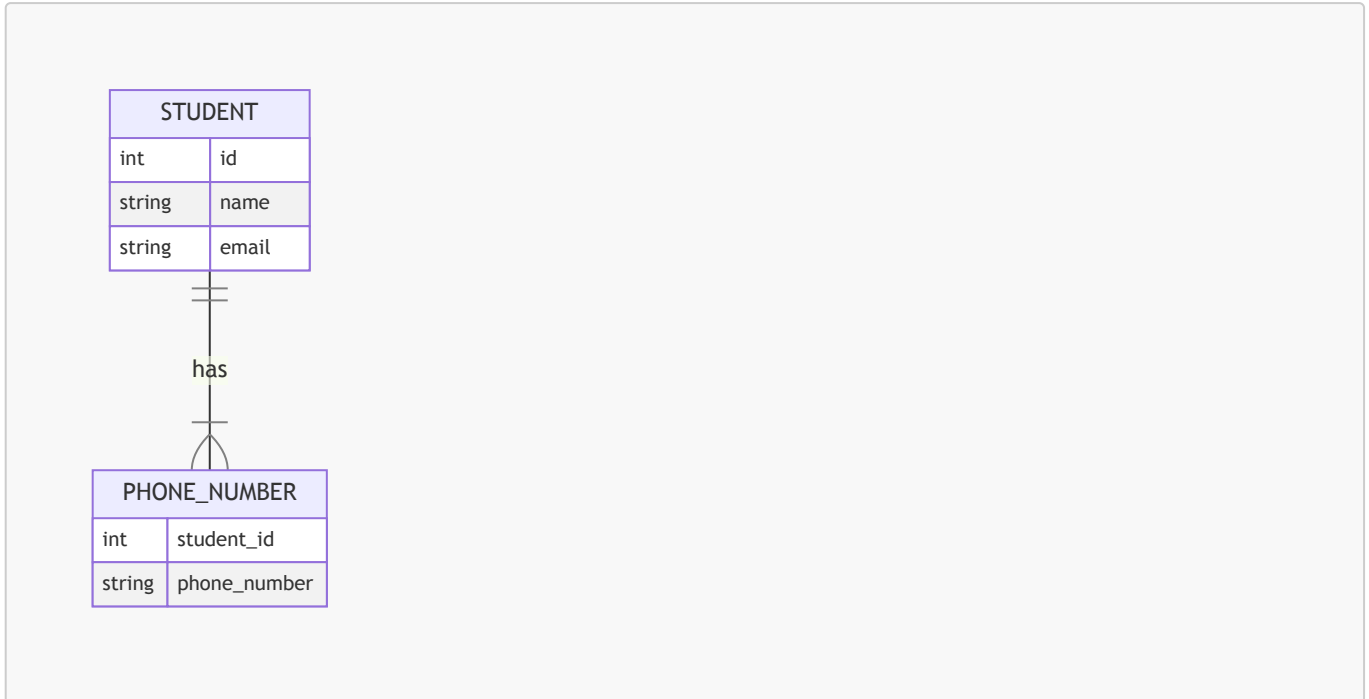 STUDENT
int id
string name
string email
has
PHONE_NUMBER
int student_id
string phone_number